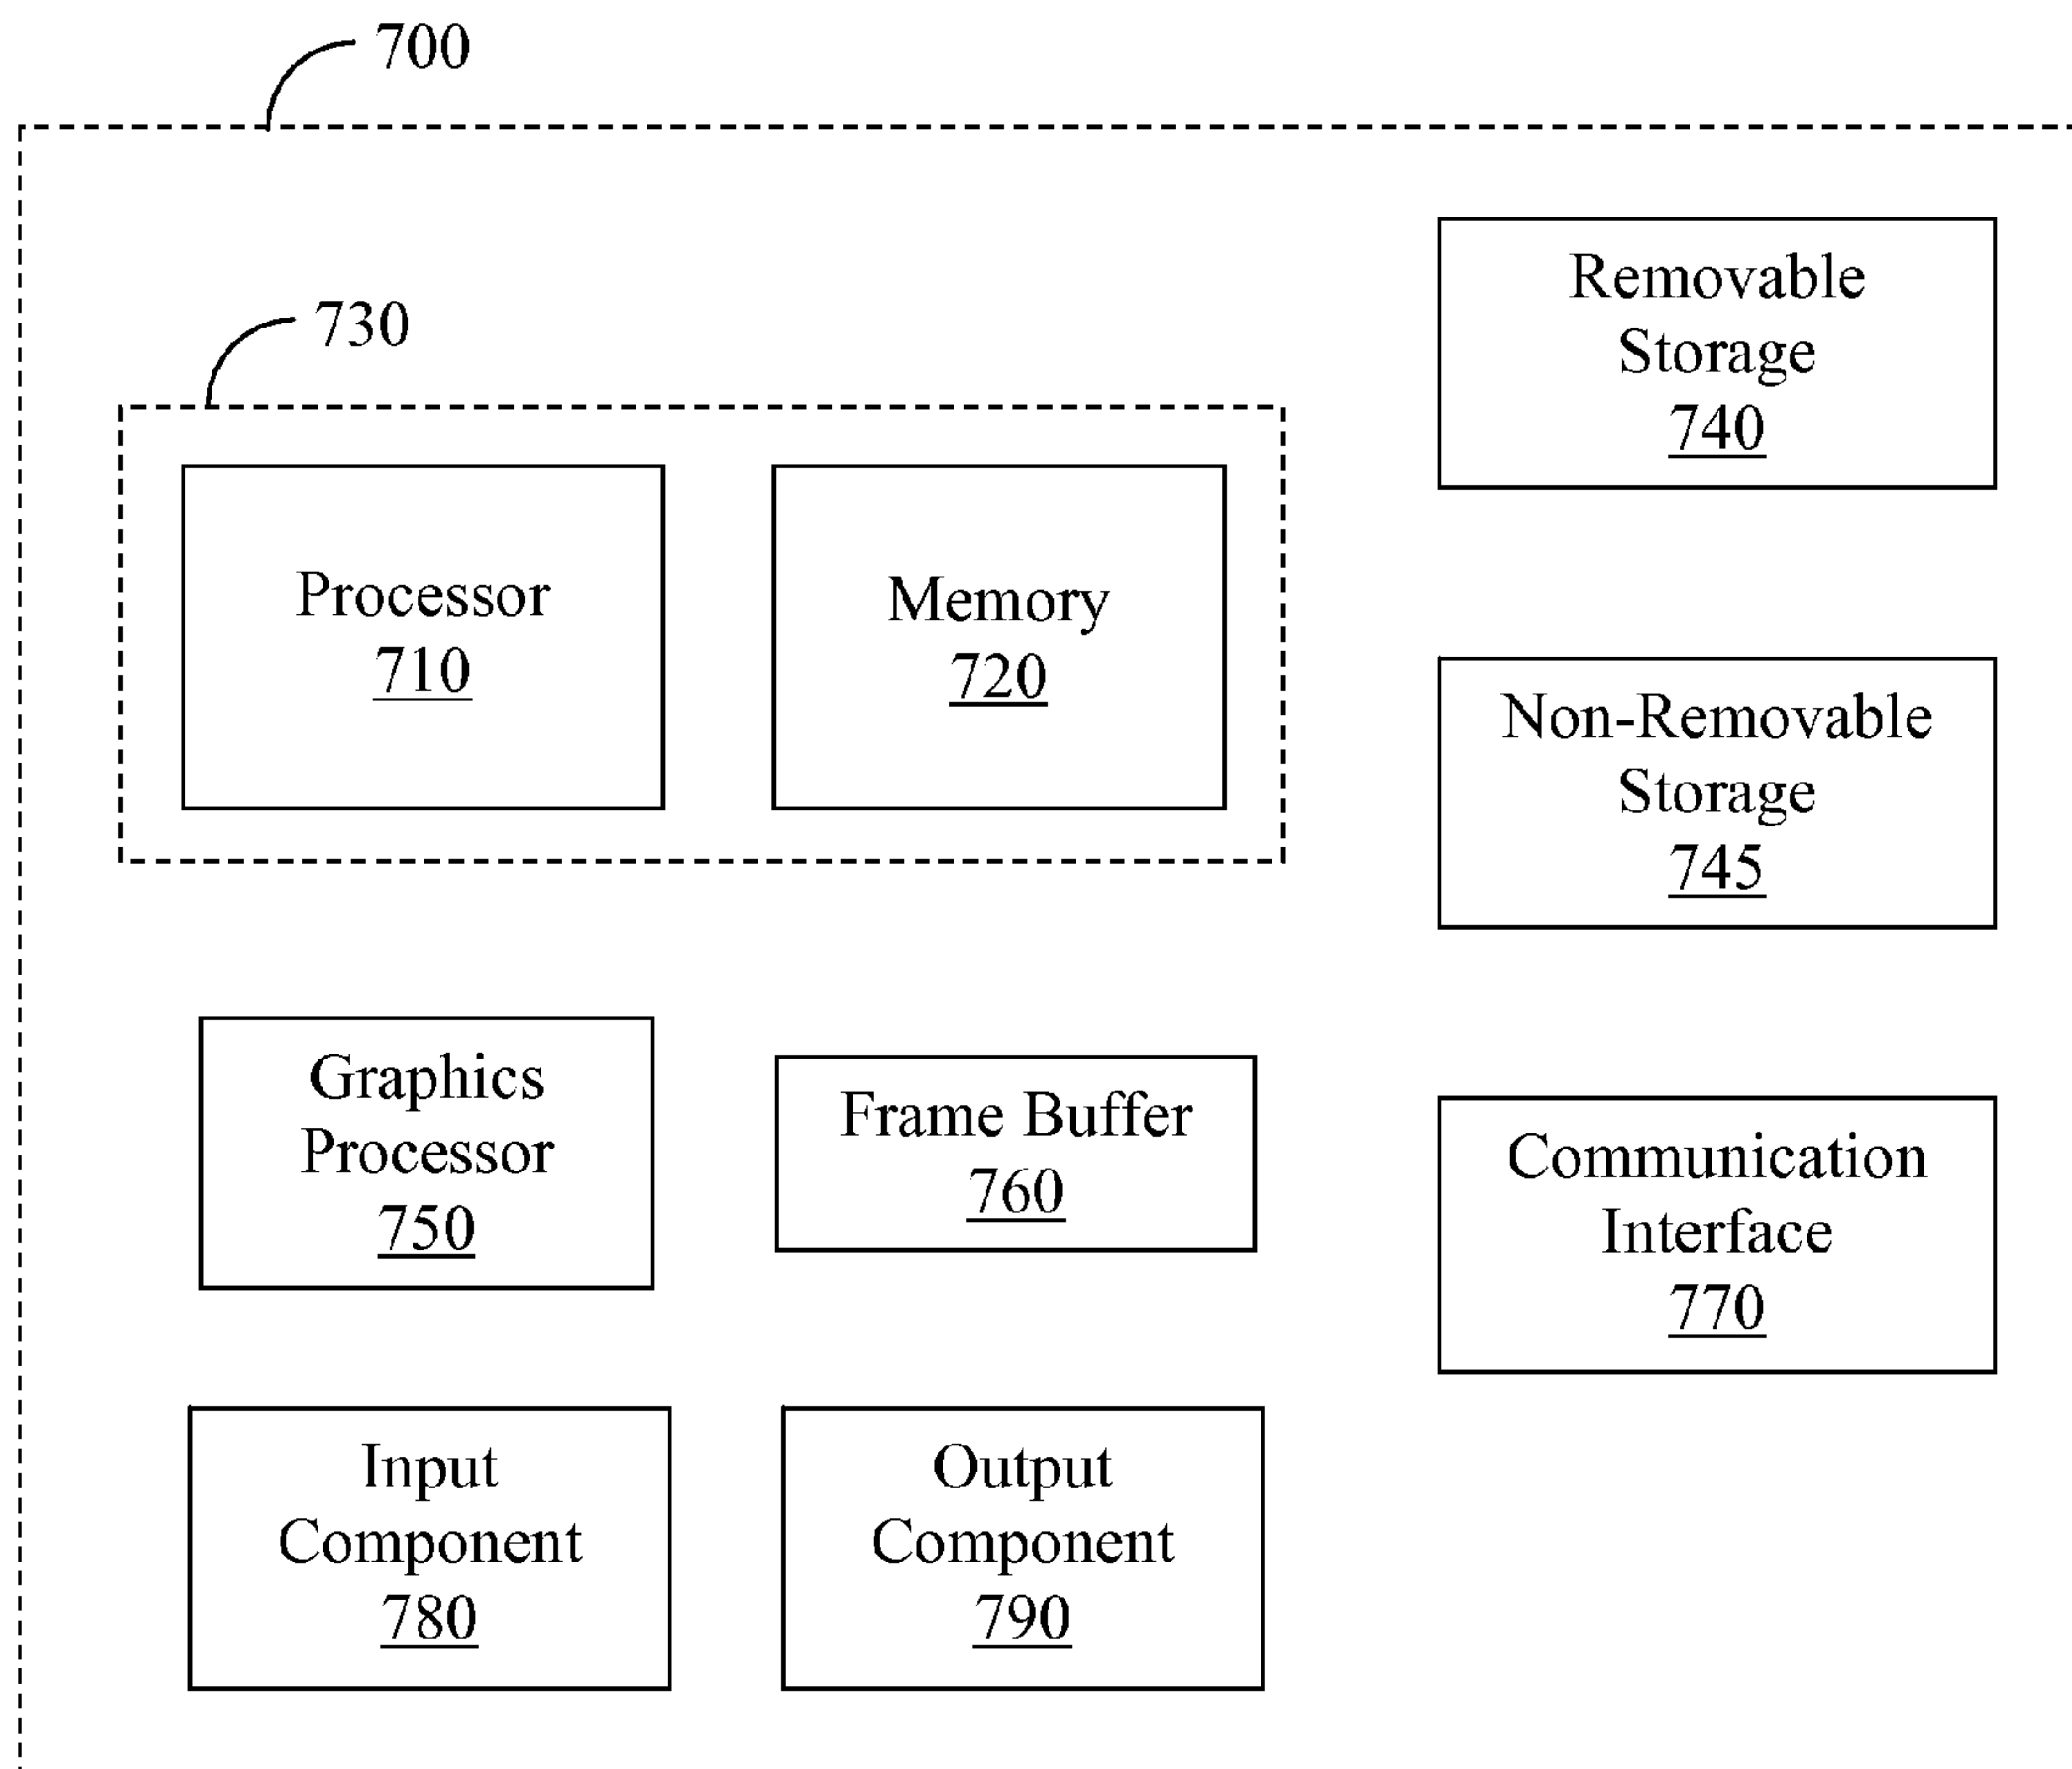 700
730
Processor
710
Memory
720
Removable
Storage
740
Non-Removable
Storage
745
Graphics
Processor
750
Frame Buffer
760
Communication
Interface
770
Input
Component
780
Output
Component
790